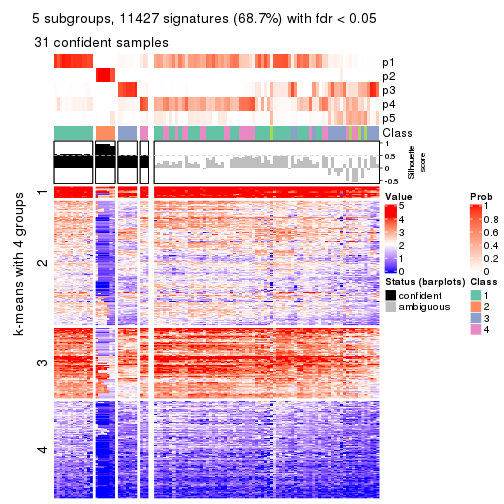 5 subgroups, 11427 signatures (68.7%) with fdr < 0.05
31 confident samples
p1
p2
p3
p4
p5
Class
1
0.5
0
-0.5
Silhouette
score
k-means with 4 groups
1
2
3
4
Value
5
4
3
2
1
0
Prob
1
0.8
0.6
0.4
0.2
0
Status (barplots)
confident
ambiguous
Class
1
2
3
4